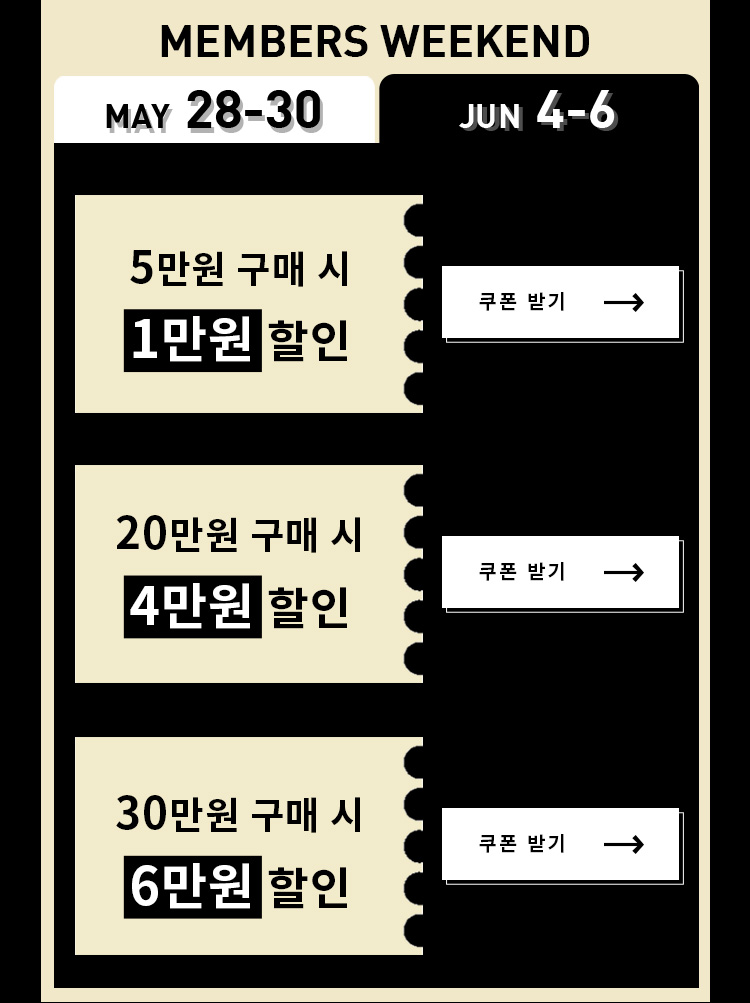 MEMBERS WEEKEND
MAY 28-30
JUN 4-6
5만원 구매 시
1만원 할인
쿠폰 받기
20만원 구매 시
4만원 할인
쿠폰 받기
30만원 구매 시
6만원 할인
쿠폰 받기